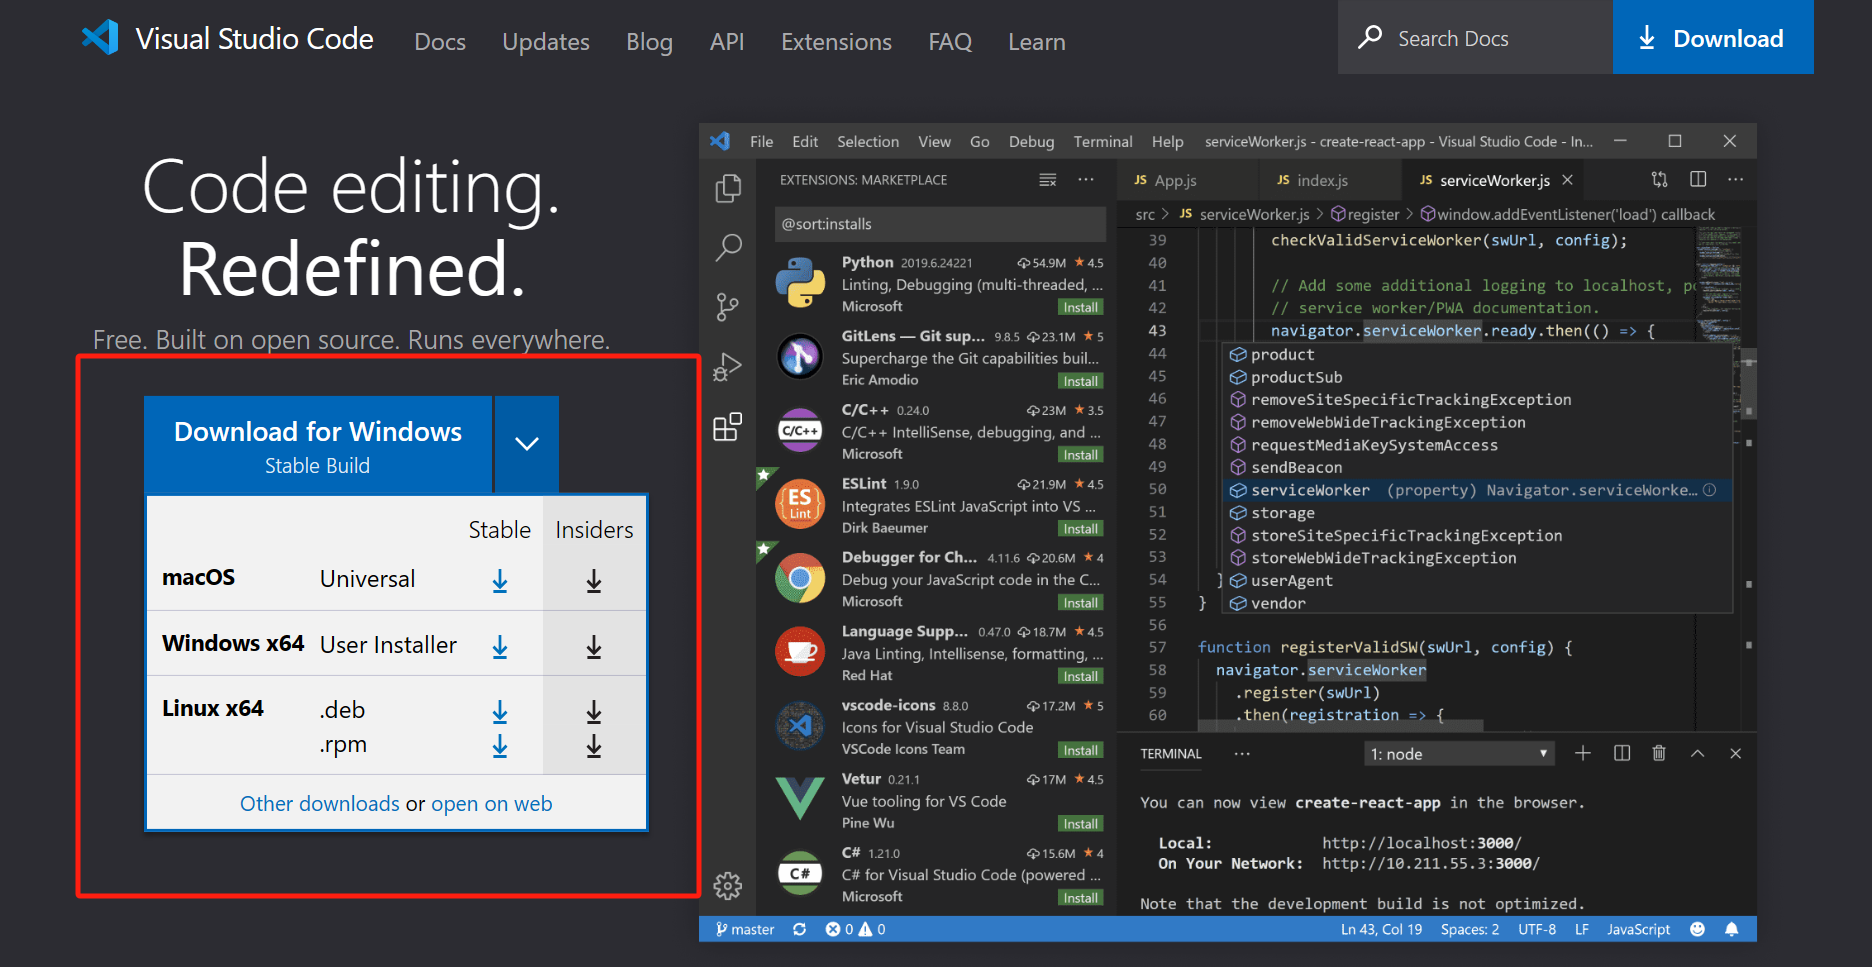 Visual Studio Code Docs Updates Blog API Extensions FAQ Learn Search Docs Download
Code editing.
Redefined.
Free. Built on open source. Runs everywhere.
Download for Windows
Stable Build
Stable Insiders
macOS Universal
Windows x64 User Installer
Linux x64 .deb
.rpm
Other downloads or open on web
File Edit Selection View Go Debug Terminal Help serviceWorker.js - create-react-app - Visual Studio Code - In...
EXTENSIONS: MARKETPLACE
@sort:installs
Python 2019.6.24221 54.9M 4.5
Linting, Debugging (multi-threaded, ...
Microsoft Install
GitLens — Git sup... 9.8.5 23.1M 5
Supercharge the Git capabilities buil...
Eric Amodio Install
C/C++
C/C++ 0.24.0 23M 3.5
C/C++ IntelliSense, debugging, and ...
Microsoft Install
ES
Lint
ESLint 1.9.0 21.9M 4.5
Integrates ESLint JavaScript into VS ...
Dirk Baeumer Install
Debugger for Ch... 4.11.6 20.6M 4
Debug your JavaScript code in the C...
Microsoft Install
Language Supp... 0.47.0 18.7M 4.5
Java Linting, Intellisense, formatting, ...
Red Hat Install
vscode-icons 8.8.0 17.2M 5
Icons for Visual Studio Code
VSCode Icons Team Install
Vetur 0.21.1 17M 4.5
Vue tooling for VS Code
Pine Wu Install
C#
C# 1.21.0 15.6M 4
C# for Visual Studio Code (powered ...
Microsoft Install
JS App.js JS index.js JS serviceWorker.js
src > JS serviceWorker.js > register > window.addEventListener('load') callback
39 checkValidServiceWorker(swUrl, config);
40
41 // Add some additional logging to localhost,
42 // service worker/PWA documentation.
43 navigator.serviceWorker.ready.then(() => {
44 product
45 productSub
46 removeSiteSpecificTrackingException
47 removeWebWideTrackingException
48 requestMediaKeySystemAccess
49 sendBeacon
50 serviceWorker (property) Navigator.serviceWorke...
51 storage
52 storeSiteSpecificTrackingException
53 storeWebWideTrackingException
54 } userAgent
55 } vendor
56
57 function registerValidSW(swUrl, config) {
58 navigator.serviceWorker
59 .register(swUrl)
60 .then(registration => {
TERMINAL ... 1: node
You can now view create-react-app in the browser.
Local: http://localhost:3000/
On Your Network: http://10.211.55.3:3000/
Note that the development build is not optimized.
master 0 0 Ln 43, Col 19 Spaces: 2 UTF-8 LF JavaScript